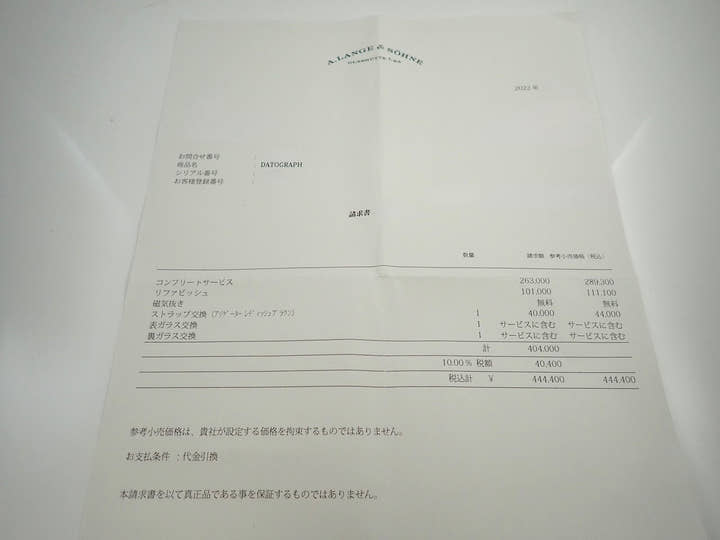 A. LANGE & SÖHNE
GLASHÜTTE I/SA
2022 年
お問合せ番号 :
商品名 : DATOGRAPH
シリアル番号 :
お客様登録番号 :
請求書
数量 請求額 参考小売価格（税込）
コンプリートサービス 263,000 289,300
リファビッシュ 101,000 111,100
磁気抜き 無料 無料
ストラップ交換 1 40,000 44,000
表ガラス交換 1 サービスに含む サービスに含む
裏ガラス交換 1 サービスに含む サービスに含む
計 404,000
10.00 % 税額 40,400
税込計 ¥ 444,400 444,400
参考小売価格は、貴社が設定する価格を拘束するものではありません。
お支払条件 : 代金引換
本請求書を以て真正品である事を保証するものではありません。